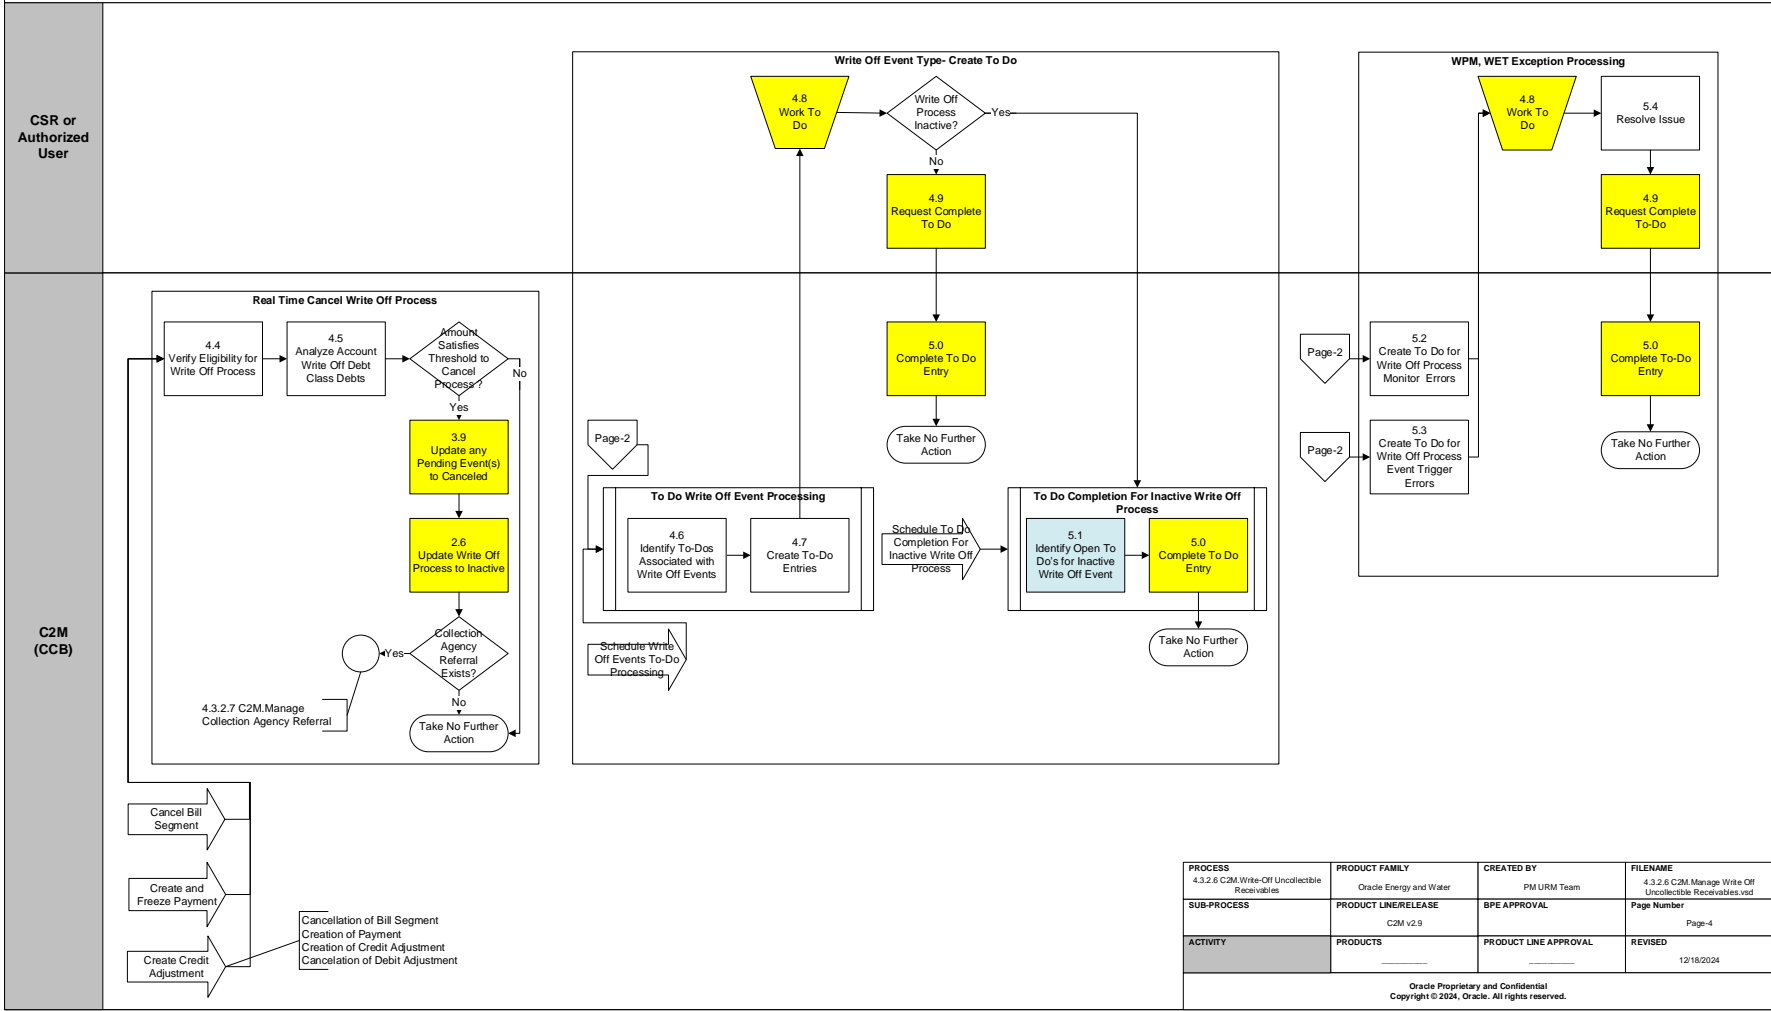 CSR or
Authorized
User
Write Off Event Type- Create To Do
4.8
Work To
Do
Write Off
Process
Inactive?
Yes
No
4.9
Request Complete
To Do
WPM, WET Exception Processing
4.8
Work To
Do
5.4
Resolve Issue
4.9
Request Complete
To-Do
C2M
(CCB)
Real Time Cancel Write Off Process
4.4
Verify Eligibility for
Write Off Process
4.5
Analyze Account
Write Off Debt
Class Debts
Amount
Satisfies
Threshold to
Cancel
Process ?
No
Yes
3.9
Update any
Pending Event(s)
to Canceled
2.6
Update Write Off
Process to Inactive
Collection
Agency
Referral
Exists?
Yes
No
4.3.2.7 C2M.Manage
Collection Agency Referral
Take No Further
Action
Cancel Bill
Segment
Create and
Freeze Payment
Create Credit
Adjustment
Cancellation of Bill Segment
Creation of Payment
Creation of Credit Adjustment
Cancelation of Debit Adjustment
5.0
Complete To Do
Entry
Take No Further
Action
Page-2
To Do Write Off Event Processing
4.6
Identify To-Dos
Associated with
Write Off Events
4.7
Create To-Do
Entries
Schedule Write
Off Events To-Do
Processing
Schedule To Do
Completion For
Inactive Write Off
Process
To Do Completion For Inactive Write Off
Process
5.1
Identify Open To
Do's for Inactive
Write Off Event
5.0
Complete To Do
Entry
Take No Further
Action
Page-2
5.2
Create To Do for
Write Off Process
Monitor Errors
Page-2
5.3
Create To Do for
Write Off Process
Event Trigger
Errors
5.0
Complete To-Do
Entry
Take No Further
Action
PROCESS
4.3.2.6 C2M.Write-Off Uncollectible
Receivables
PRODUCT FAMILY
Oracle Energy and Water
CREATED BY
PM URM Team
FILENAME
4.3.2.6 C2M.Manage Write Off
Uncollectible Receivables.vsd
SUB-PROCESS
PRODUCT LINE/RELEASE
C2M v2.9
BPE APPROVAL
Page Number
Page-4
ACTIVITY
PRODUCTS
PRODUCT LINE APPROVAL
REVISED
12/18/2024
Oracle Proprietary and Confidential
Copyright © 2024, Oracle. All rights reserved.